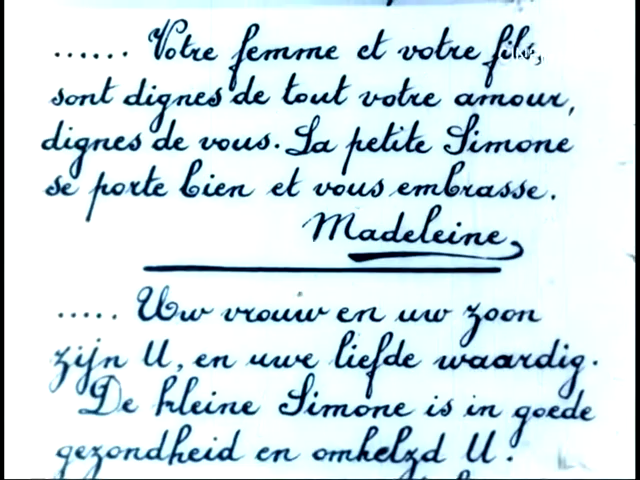 ...... Votre femme et votre fils,
sont dignes de tout votre amour,
dignes de vous. La petite Simone
se porte bien et vous embrasse.
Madeleine
..... Uw vrouw en uw zoon
zijn U, en uwe liefde waardig.
De kleine Simone is in goede
gezondheid en omhelzd U.